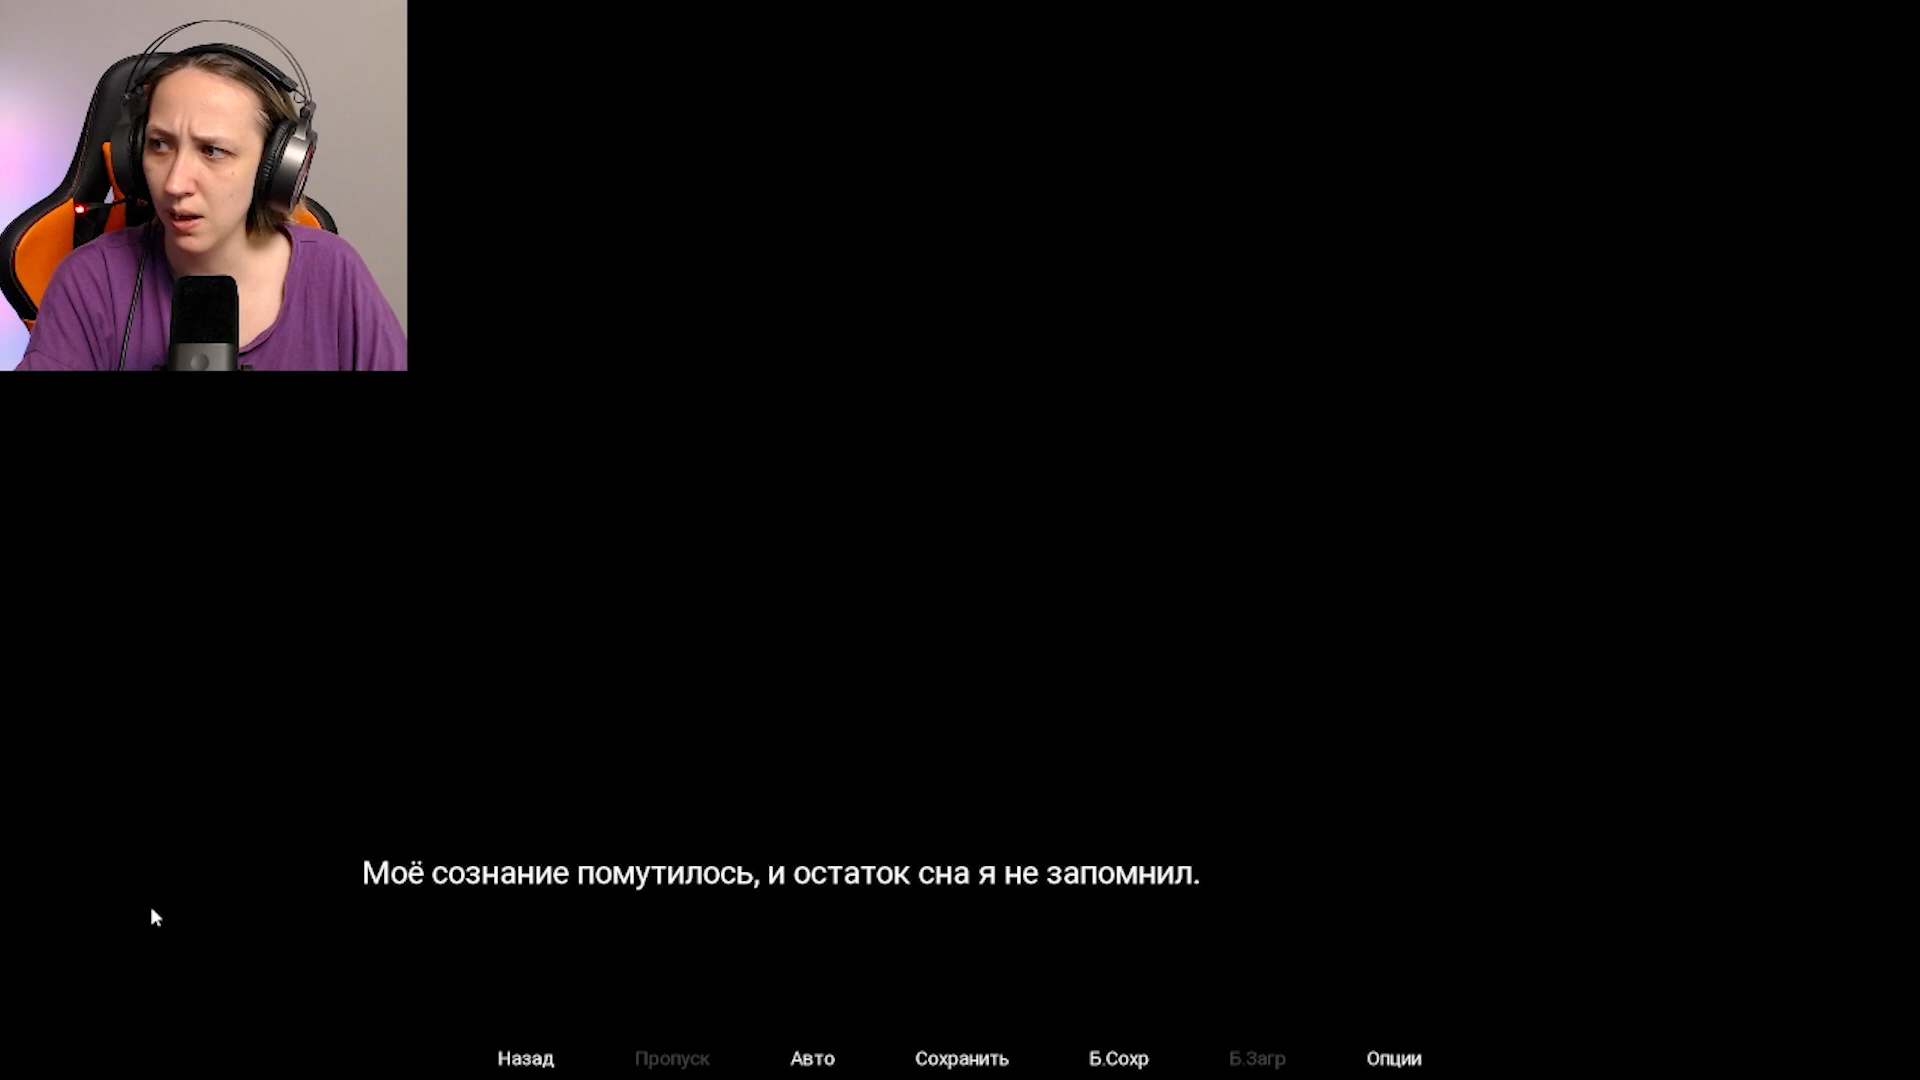 Моё сознание помутилось, и остаток сна я не запомнил.
Назад Пропуск Авто Сохранить Б.Сохр Б.Загр Опции